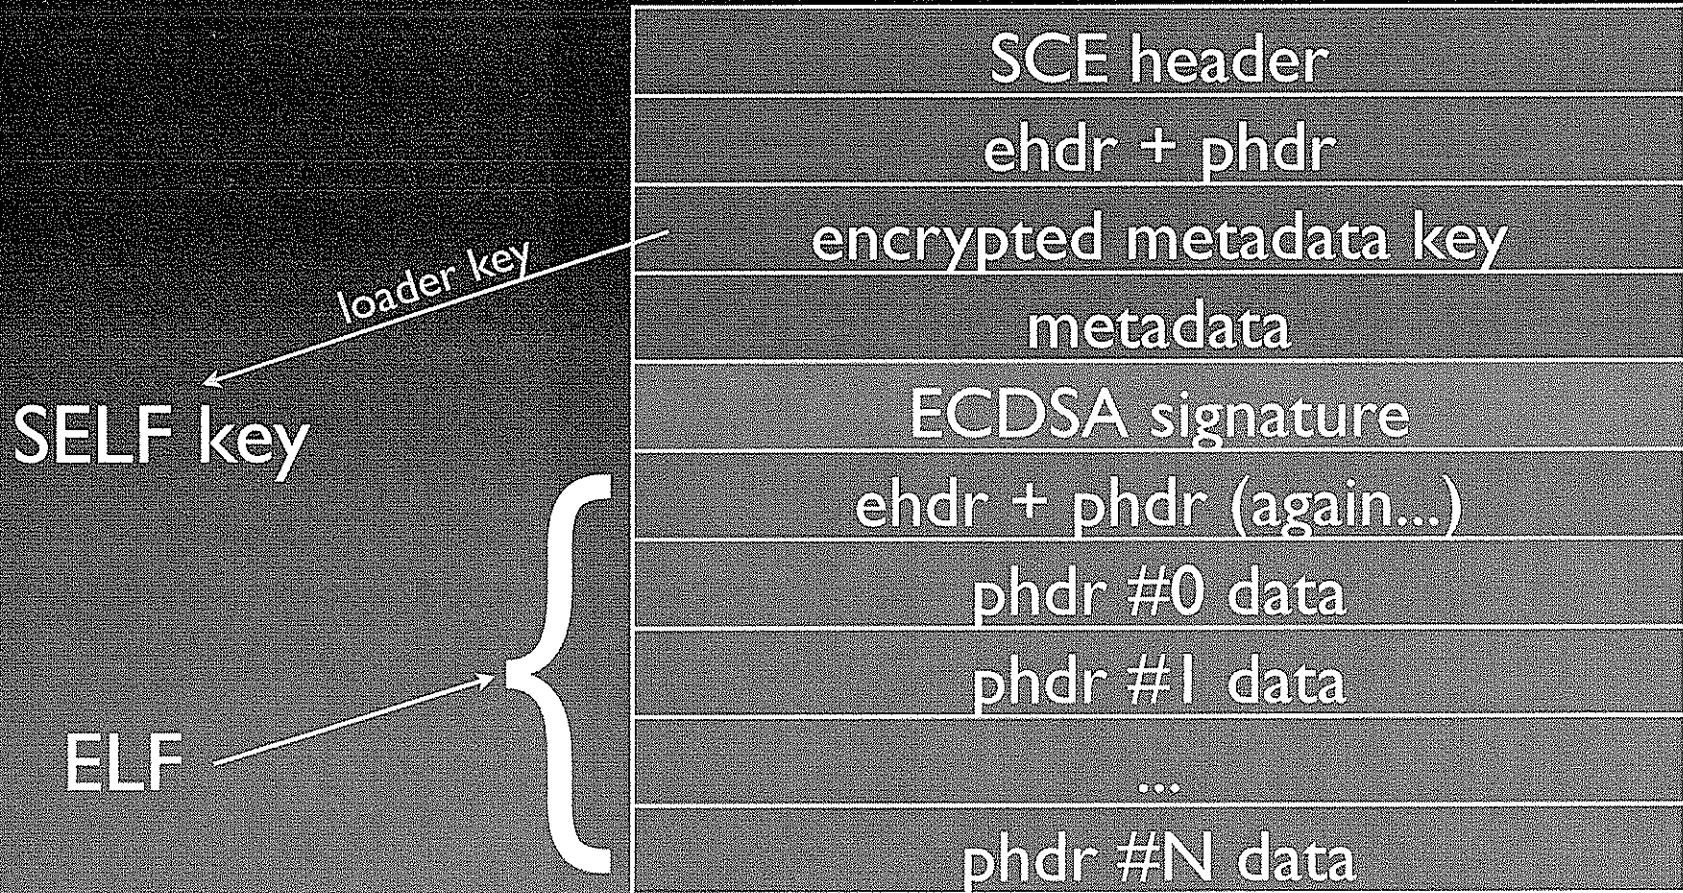 SCE header
ehdr + phdr
encrypted metadata key
loader key
metadata
SELF key
ECDSA signature
ehdr + phdr (again...)
phdr #0 data
phdr #1 data
ELF
...
phdr #N data